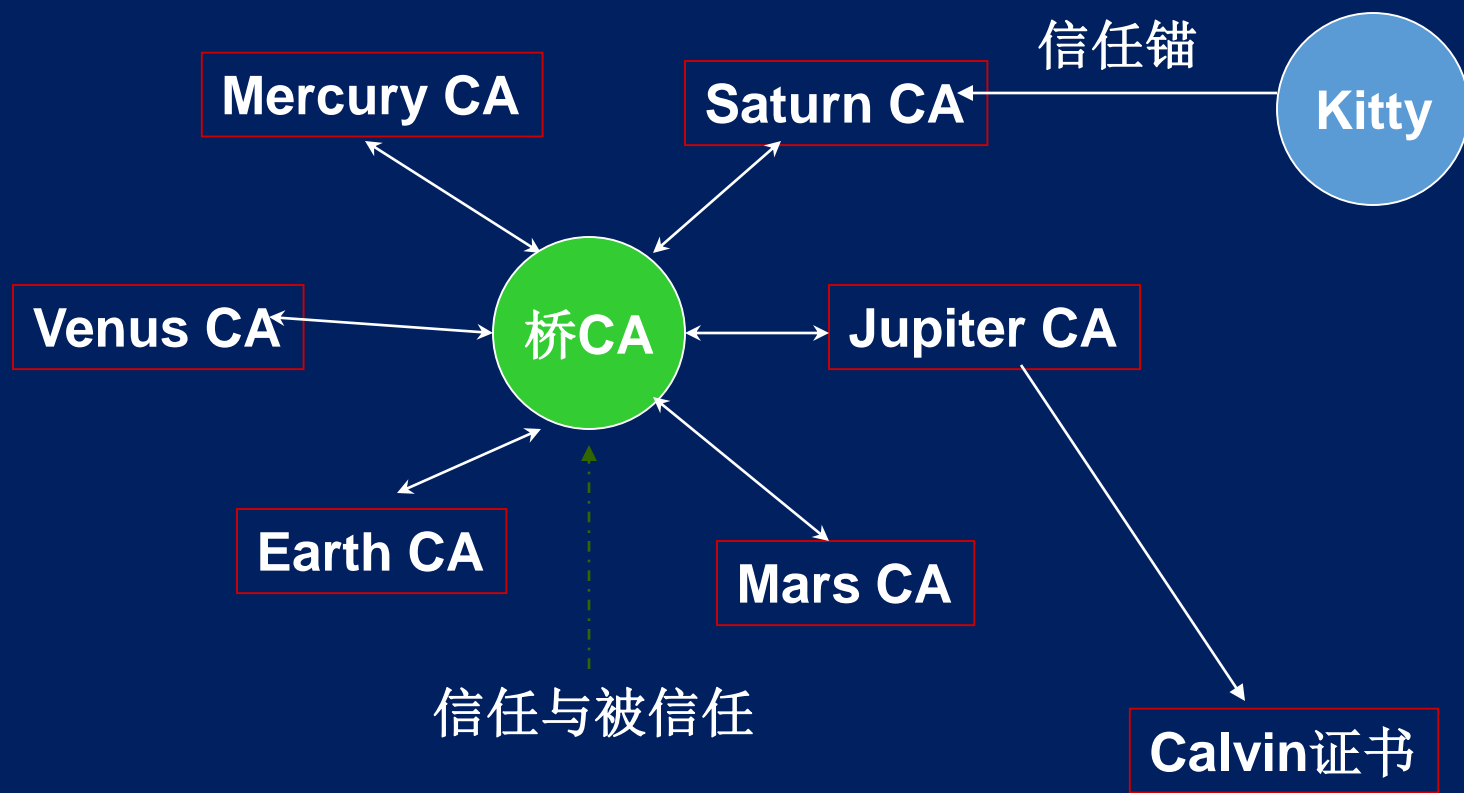 信任锚
Mercury CA
Saturn CA
Kitty
Venus CA
桥CA
Jupiter CA
Earth CA
Mars CA
信任与被信任
Calvin证书